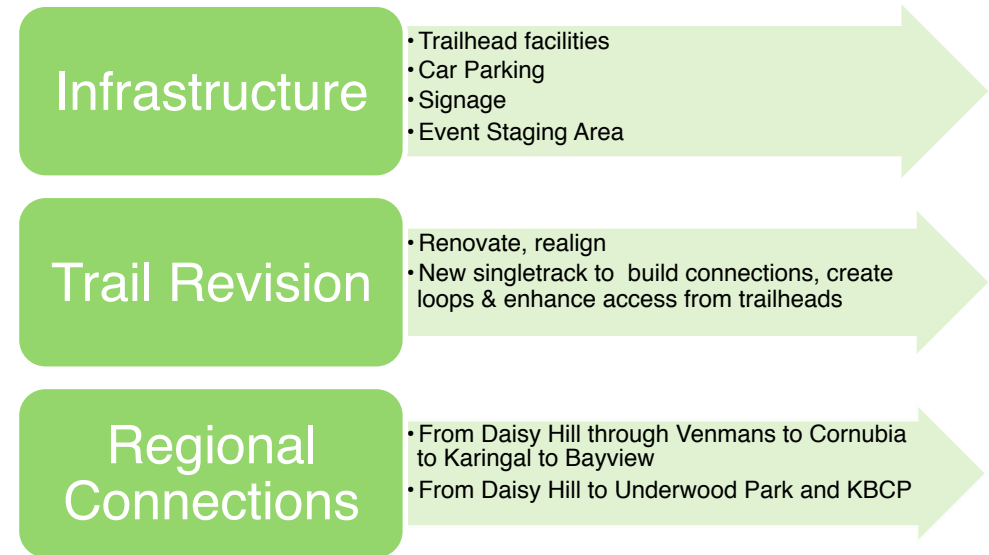 Infrastructure
• Trailhead facilities
• Car Parking
• Signage
• Event Staging Area
Trail Revision
• Renovate, realign
• New singletrack to  build connections, create
loops & enhance access from trailheads
Regional
Connections
• From Daisy Hill through Venmans to Cornubia
to Karingal to Bayview
• From Daisy Hill to Underwood Park and KBCP